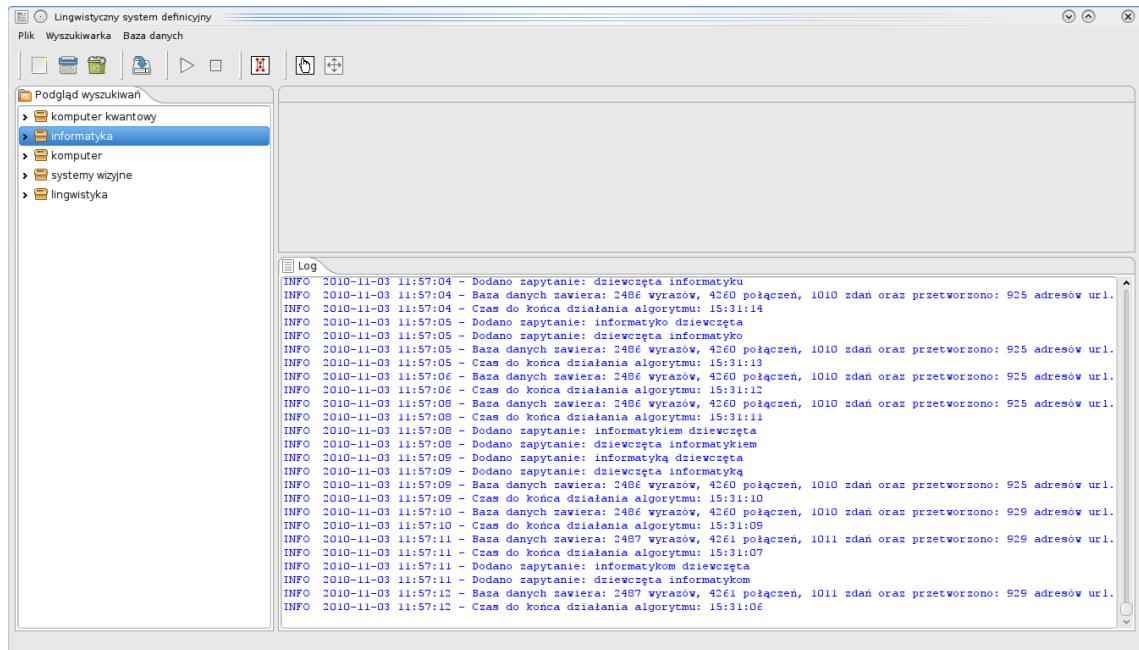 Lingwistyczny system definicyjny
Plik Wyszukiwarka Baza danych
Podgląd wyszukiwań
komputer kwantowy
informatyka
komputer
systemy wizyjne
lingwistyka
Log
INFO 2010-11-03 11:57:04 - Dodano zapytanie: dziewczęta informatyku
INFO 2010-11-03 11:57:04 - Baza danych zawiera: 2486 wyrazów, 4260 połączeń, 1010 zdań oraz przetworzono: 925 adresów url.
INFO 2010-11-03 11:57:04 - Czas do końca działania algorytmu: 15:31:14
INFO 2010-11-03 11:57:05 - Dodano zapytanie: informatyko dziewczęta
INFO 2010-11-03 11:57:05 - Dodano zapytanie: dziewczęta informatyko
INFO 2010-11-03 11:57:05 - Baza danych zawiera: 2486 wyrazów, 4260 połączeń, 1010 zdań oraz przetworzono: 925 adresów url.
INFO 2010-11-03 11:57:05 - Czas do końca działania algorytmu: 15:31:13
INFO 2010-11-03 11:57:06 - Baza danych zawiera: 2486 wyrazów, 4260 połączeń, 1010 zdań oraz przetworzono: 925 adresów url.
INFO 2010-11-03 11:57:06 - Czas do końca działania algorytmu: 15:31:12
INFO 2010-11-03 11:57:08 - Baza danych zawiera: 2486 wyrazów, 4260 połączeń, 1010 zdań oraz przetworzono: 925 adresów url.
INFO 2010-11-03 11:57:08 - Czas do końca działania algorytmu: 15:31:11
INFO 2010-11-03 11:57:08 - Dodano zapytanie: informatykiem dziewczęta
INFO 2010-11-03 11:57:08 - Dodano zapytanie: dziewczęta informatykiem
INFO 2010-11-03 11:57:09 - Dodano zapytanie: informatyką dziewczęta
INFO 2010-11-03 11:57:09 - Dodano zapytanie: dziewczęta informatyką
INFO 2010-11-03 11:57:09 - Baza danych zawiera: 2486 wyrazów, 4260 połączeń, 1010 zdań oraz przetworzono: 925 adresów url.
INFO 2010-11-03 11:57:09 - Czas do końca działania algorytmu: 15:31:10
INFO 2010-11-03 11:57:10 - Baza danych zawiera: 2486 wyrazów, 4260 połączeń, 1010 zdań oraz przetworzono: 929 adresów url.
INFO 2010-11-03 11:57:10 - Czas do końca działania algorytmu: 15:31:09
INFO 2010-11-03 11:57:11 - Baza danych zawiera: 2487 wyrazów, 4261 połączeń, 1011 zdań oraz przetworzono: 929 adresów url.
INFO 2010-11-03 11:57:11 - Czas do końca działania algorytmu: 15:31:07
INFO 2010-11-03 11:57:11 - Dodano zapytanie: informatykom dziewczęta
INFO 2010-11-03 11:57:11 - Dodano zapytanie: dziewczęta informatykom
INFO 2010-11-03 11:57:12 - Baza danych zawiera: 2487 wyrazów, 4261 połączeń, 1011 zdań oraz przetworzono: 929 adresów url.
INFO 2010-11-03 11:57:12 - Czas do końca działania algorytmu: 15:31:06